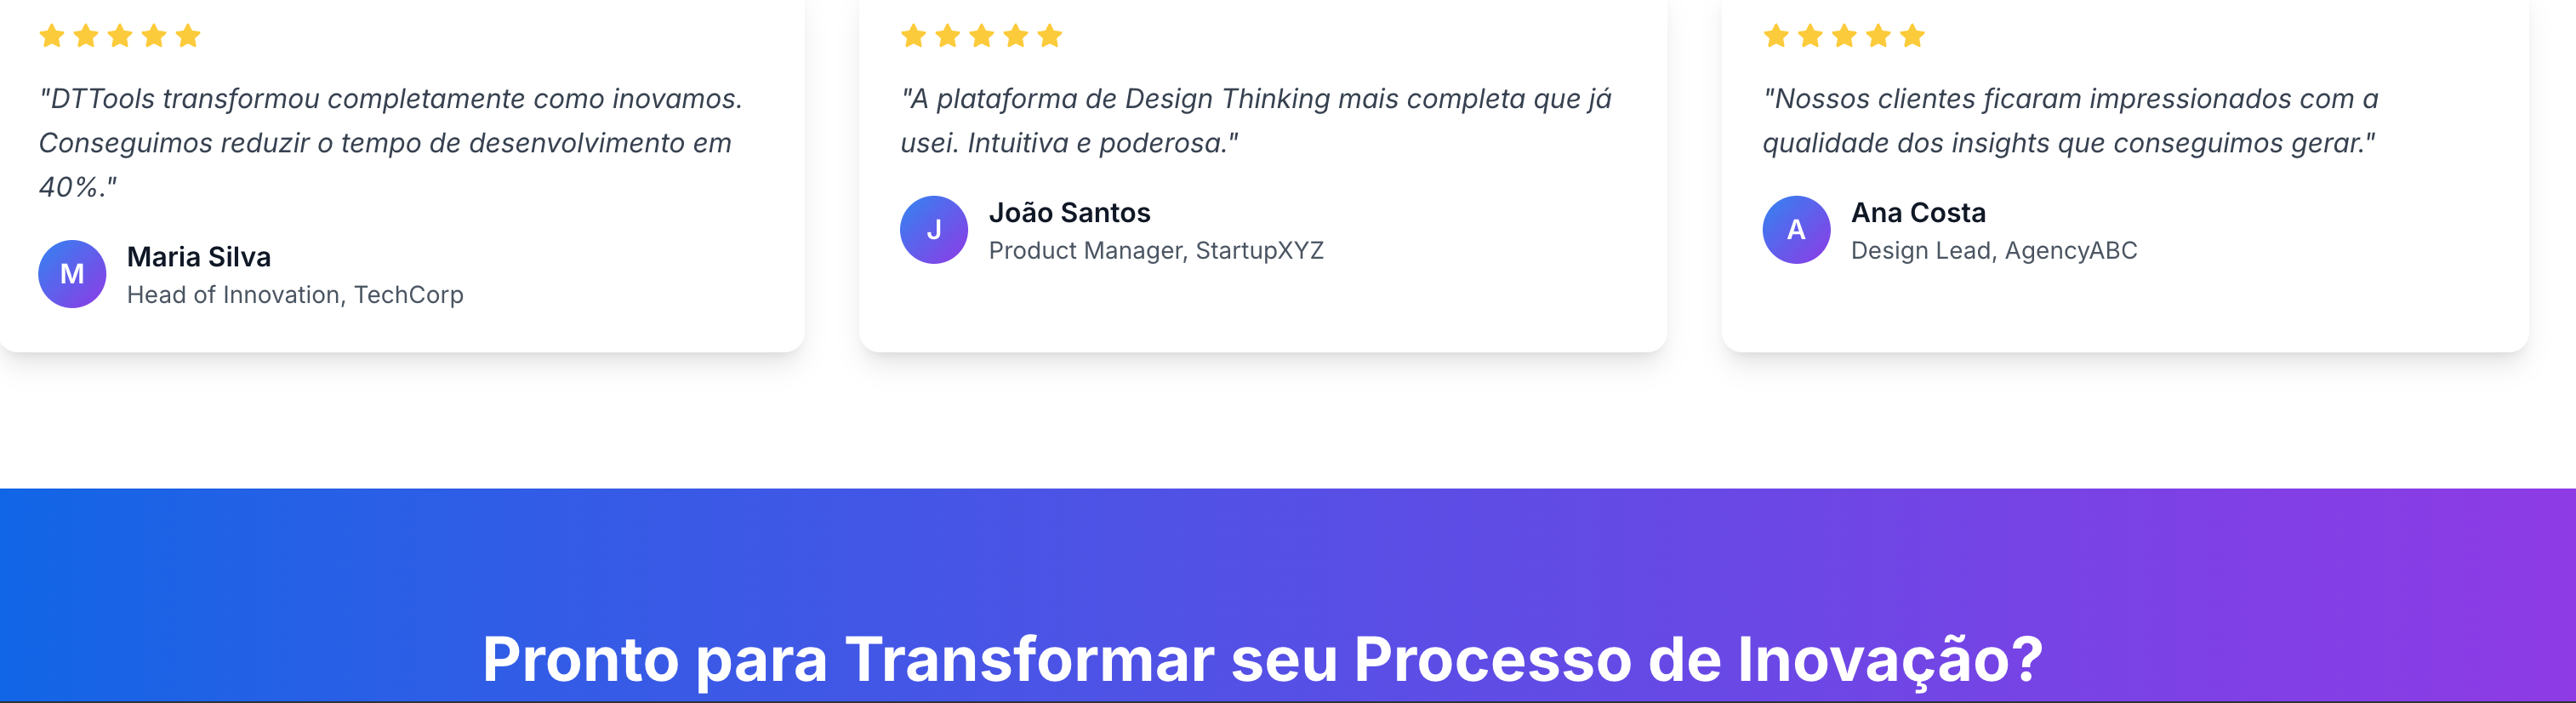 "DTTools transformou completamente como inovamos.
Conseguimos reduzir o tempo de desenvolvimento em
40%."
M
Maria Silva
Head of Innovation, TechCorp
"A plataforma de Design Thinking mais completa que já
usei. Intuitiva e poderosa."
J
João Santos
Product Manager, StartupXYZ
"Nossos clientes ficaram impressionados com a
qualidade dos insights que conseguimos gerar."
A
Ana Costa
Design Lead, AgencyABC
Pronto para Transformar seu Processo de Inovação?